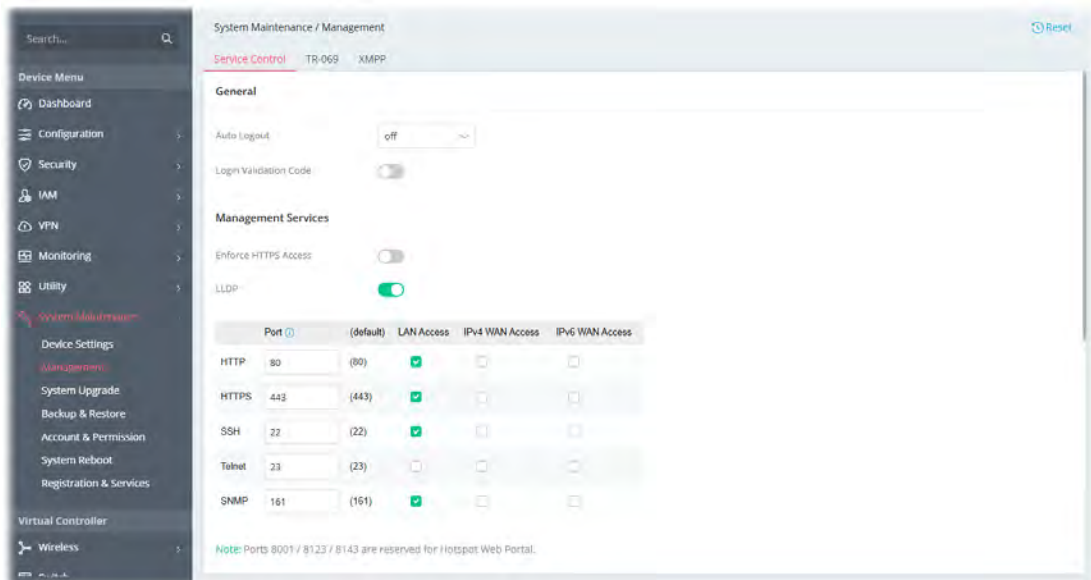 Search...
Device Menu
Dashboard
Configuration
Security
IAM
VPN
Monitoring
Utility
System Maintenance
Device Settings
Management
System Upgrade
Backup & Restore
Account & Permission
System Reboot
Registration & Services
Virtual Controller
Wireless
Switch
System Maintenance / Management
Reset
Service Control TR-069 XMPP
General
Auto Logout off
Login Validation Code
Management Services
Enforce HTTPS Access
LLDP
Port (default) LAN Access IPv4 WAN Access IPv6 WAN Access
HTTP 80 (80)
HTTPS 443 (443)
SSH 22 (22)
Telnet 23 (23)
SNMP 161 (161)
Note: Ports 8001 / 8123 / 8143 are reserved for Hotspot Web Portal.